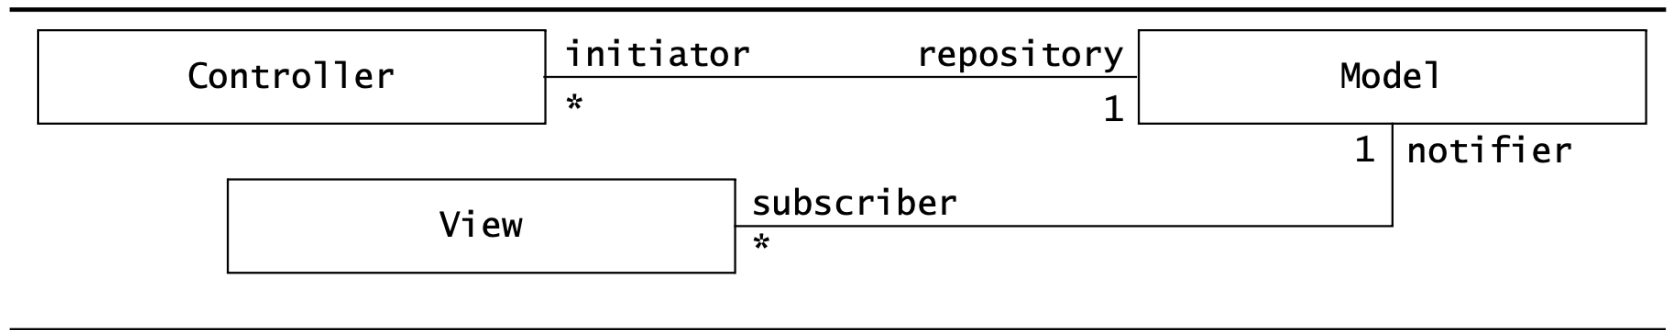 initiator repository
Controller Model
* 1
1 notifier
subscriber
View
*